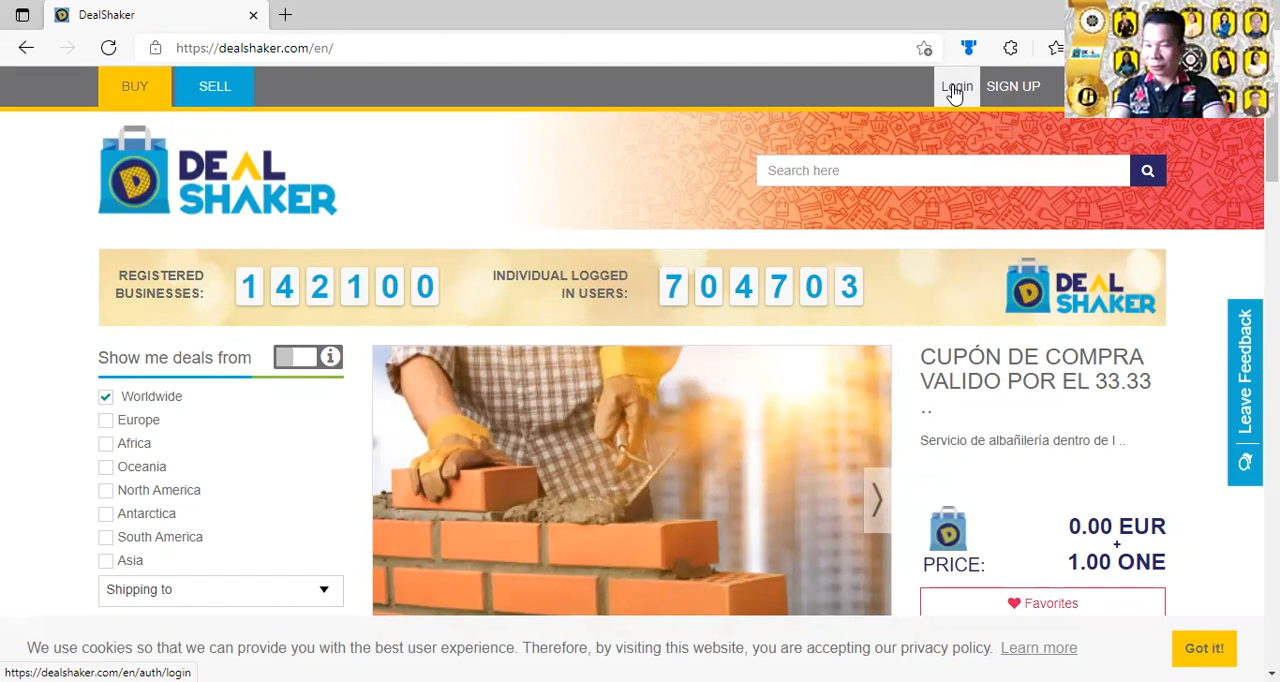 DealShaker
https://dealshaker.com/en/
BUY
SELL
Login
SIGN UP
DEAL
SHAKER
Search here
REGISTERED
BUSINESSES:
142100
INDIVIDUAL LOGGED
IN USERS:
704703
DEAL
SHAKER
Show me deals from
Worldwide
Europe
Africa
Oceania
North America
Antarctica
South America
Asia
Shipping to
CUPÓN DE COMPRA
VALIDO POR EL 33.33
..
Servicio de albañilería dentro de l ..
0.00 EUR
+
PRICE:
1.00 ONE
Favorites
Leave Feedback
We use cookies so that we can provide you with the best user experience. Therefore, by visiting this website, you are accepting our privacy policy. Learn more
Got it!
https://dealshaker.com/en/auth/login